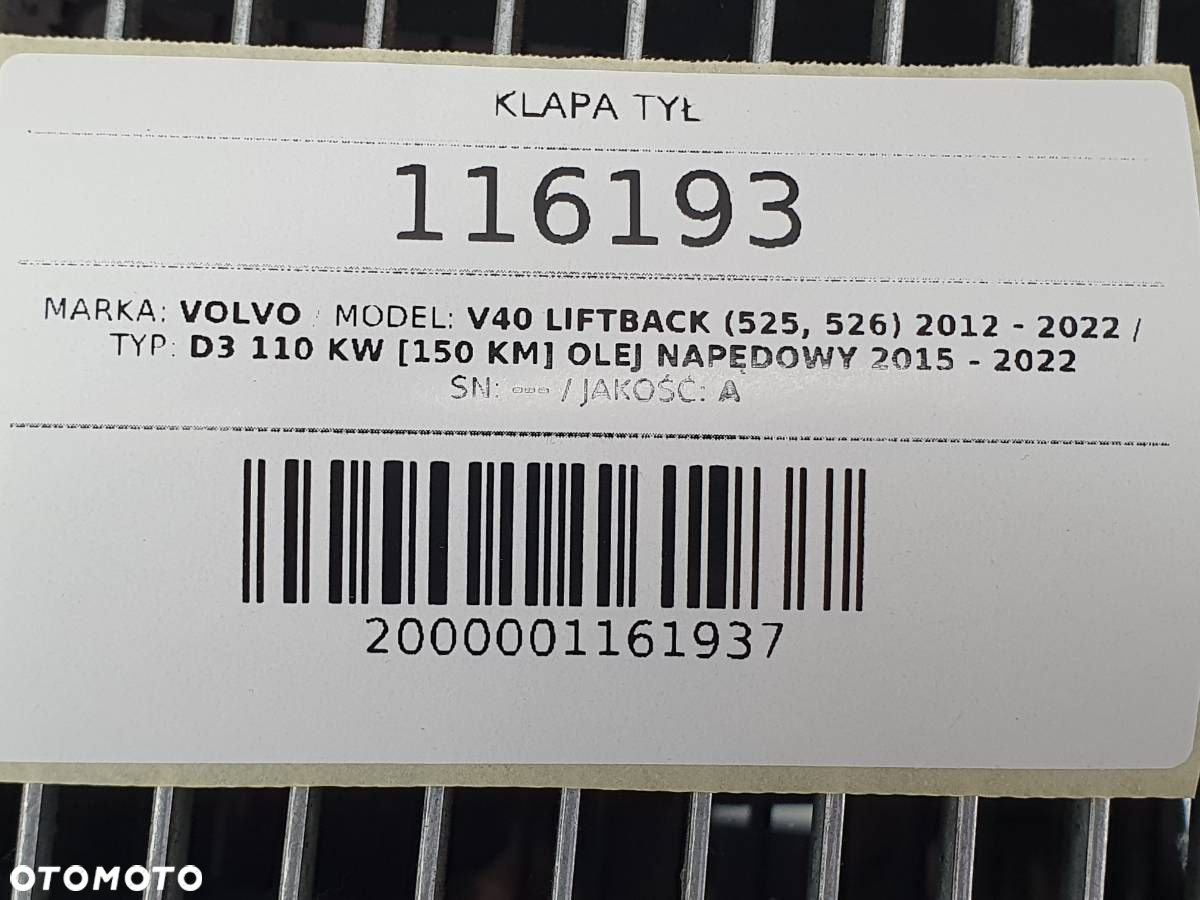 KLAPA TYŁ
116193
MARKA: VOLVO / MODEL: V40 LIFTBACK (525, 526) 2012 - 2022 /
TYP: D3 110 KW [150 KM] OLEJ NAPĘDOWY 2015 - 2022
SN: --- / JAKOŚĆ: A
2000001161937
OTOMOTO